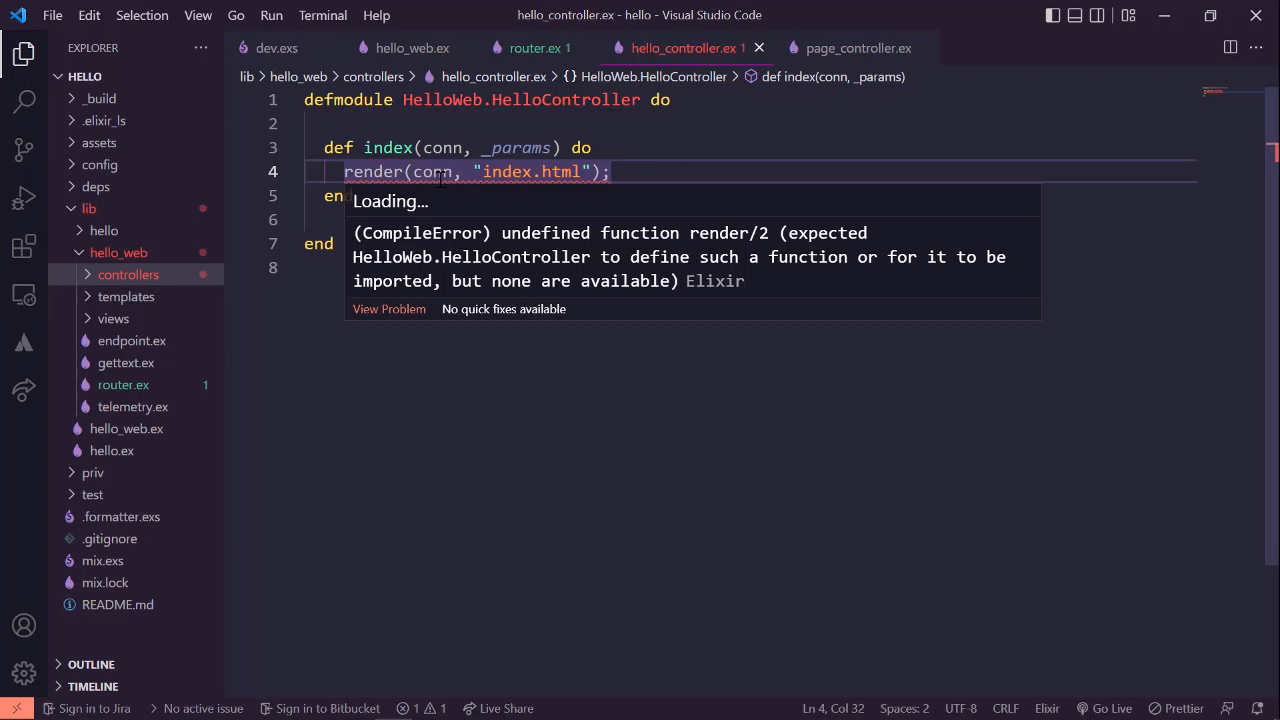 File Edit Selection View Go Run Terminal Help hello_controller.ex - hello - Visual Studio Code
EXPLORER
dev.exs hello_web.ex router.ex 1 hello_controller.ex 1 page_controller.ex
lib > hello_web > controllers > hello_controller.ex > {} HelloWeb.HelloController > def index(conn, _params)
HELLO
_build
.elixir_ls
assets
config
deps
lib
hello
hello_web
controllers
templates
views
endpoint.ex
gettext.ex
router.ex 1
telemetry.ex
hello_web.ex
hello.ex
priv
test
.formatter.exs
.gitignore
mix.exs
mix.lock
README.md
OUTLINE
TIMELINE
1 defmodule HelloWeb.HelloController do
2
3 def index(conn, _params) do
4 render(conn, "index.html");
5 end
6
7 end
8
Loading...
(CompileError) undefined function render/2 (expected
HelloWeb.HelloController to define such a function or for it to be
imported, but none are available) Elixir
View Problem No quick fixes available
Sign in to Jira No active issue Sign in to Bitbucket 1 1 Live Share Ln 4, Col 32 Spaces: 2 UTF-8 CRLF Elixir Go Live Prettier